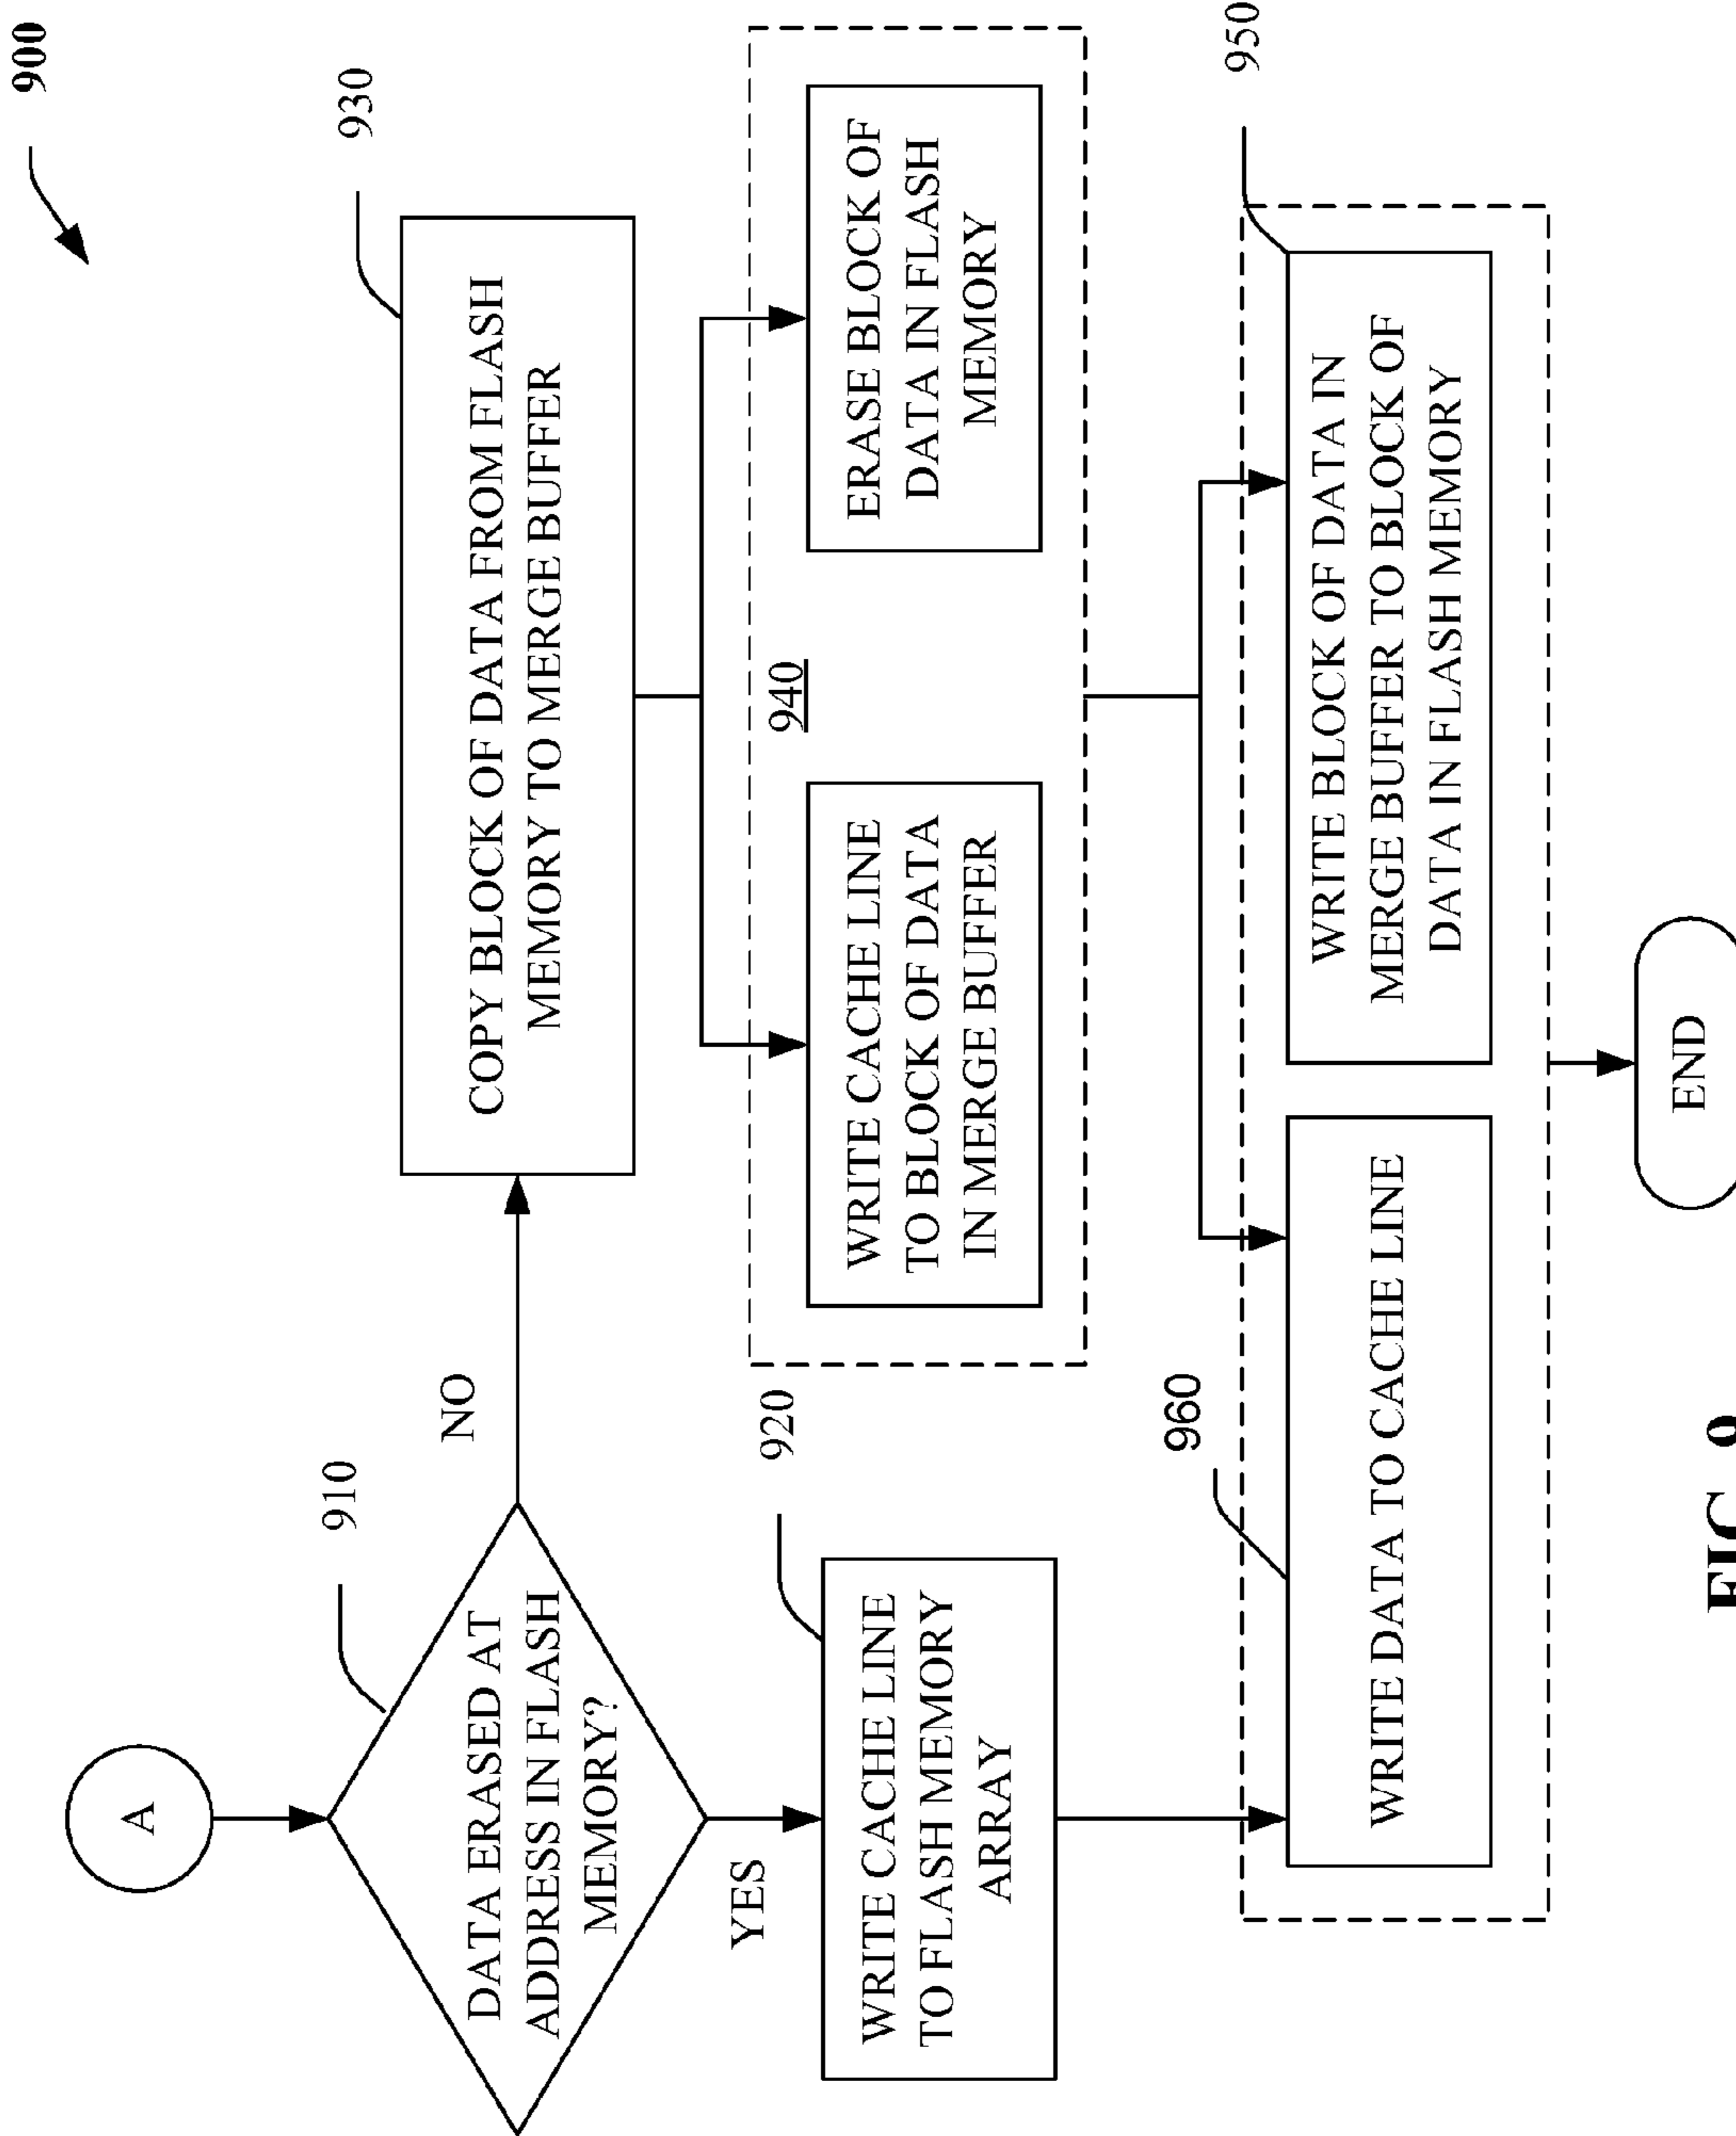 900
A
910
DATA ERASED AT
ADDRESS IN FLASH
MEMORY?
NO
930
COPY BLOCK OF DATA FROM FLASH
MEMORY TO MERGE BUFFER
YES
920
WRITE CACHE LINE
TO FLASH MEMORY
ARRAY
940
WRITE CACHE LINE
TO BLOCK OF DATA
IN MERGE BUFFER
ERASE BLOCK OF
DATA IN FLASH
MEMORY
960
WRITE DATA TO CACHE LINE
950
WRITE BLOCK OF DATA IN
MERGE BUFFER TO BLOCK OF
DATA IN FLASH MEMORY
END
FIG. 9